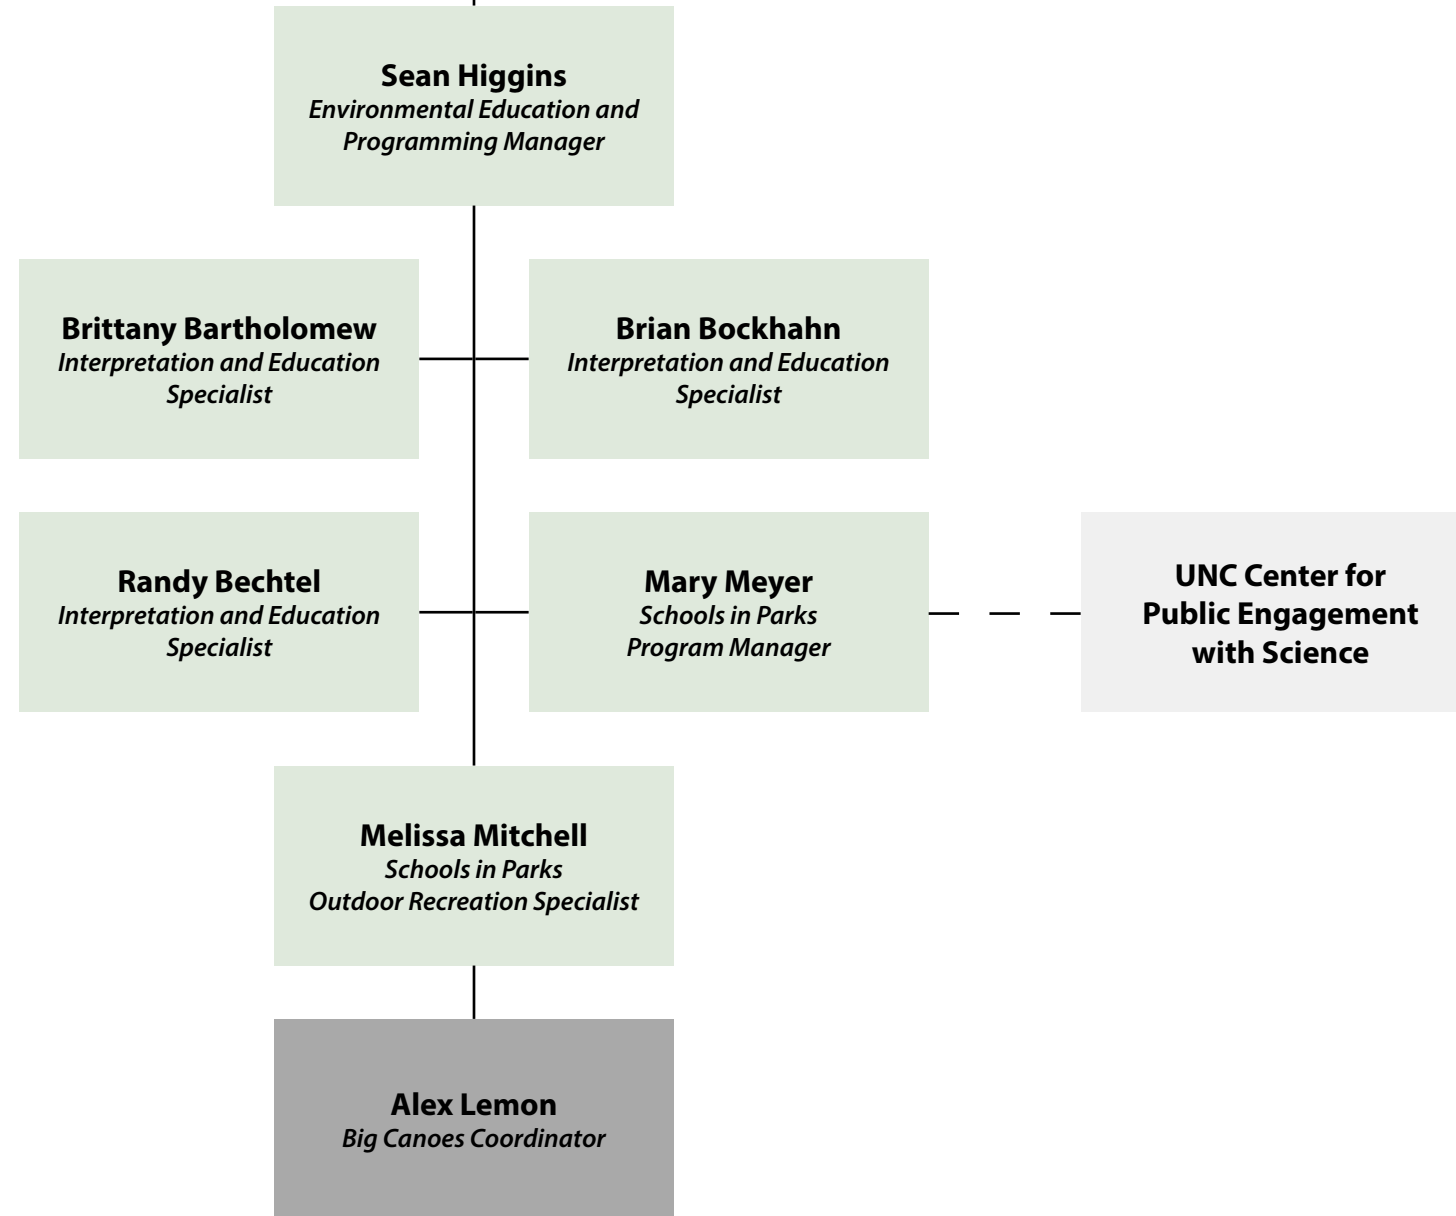 Sean Higgins
Environmental Education and
Programming Manager
Brittany Bartholomew
Interpretation and Education
Specialist
Brian Bockhahn
Interpretation and Education
Specialist
Randy Bechtel
Interpretation and Education
Specialist
Mary Meyer
Schools in Parks
Program Manager
UNC Center for
Public Engagement
with Science
Melissa Mitchell
Schools in Parks
Outdoor Recreation Specialist
Alex Lemon
Big Canoes Coordinator